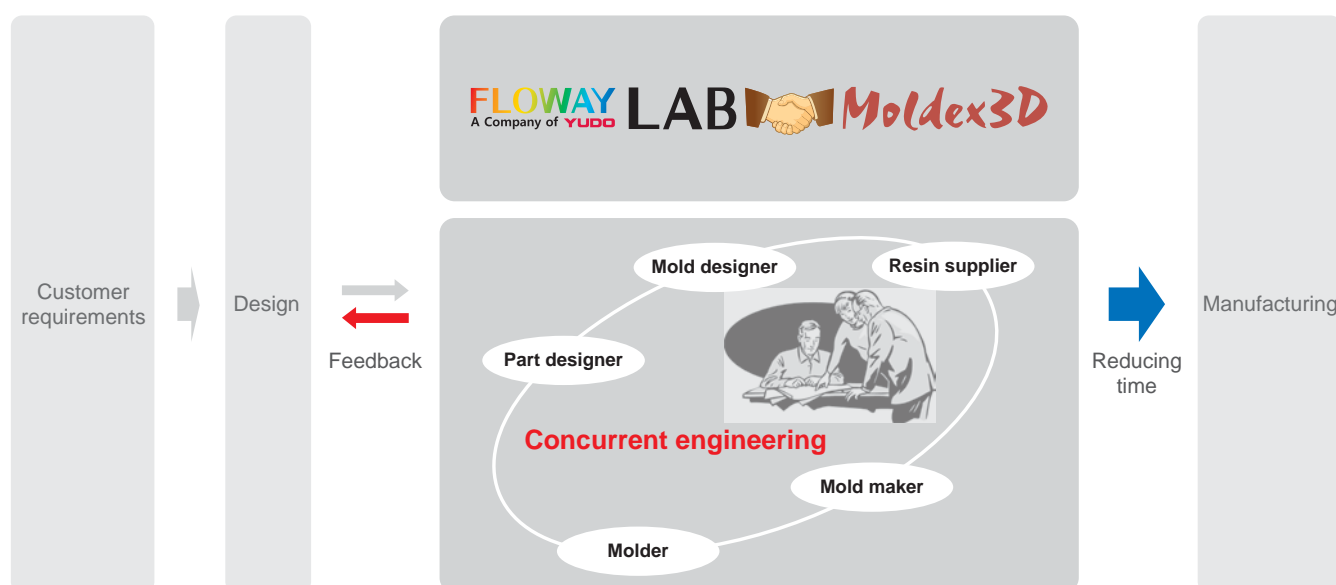 FLOWAY
A Company of YUDO
LAB
Moldex3D
Customer
requirements
Design
Feedback
Mold designer
Resin supplier
Part designer
Concurrent engineering
Mold maker
Molder
Reducing
time
Manufacturing